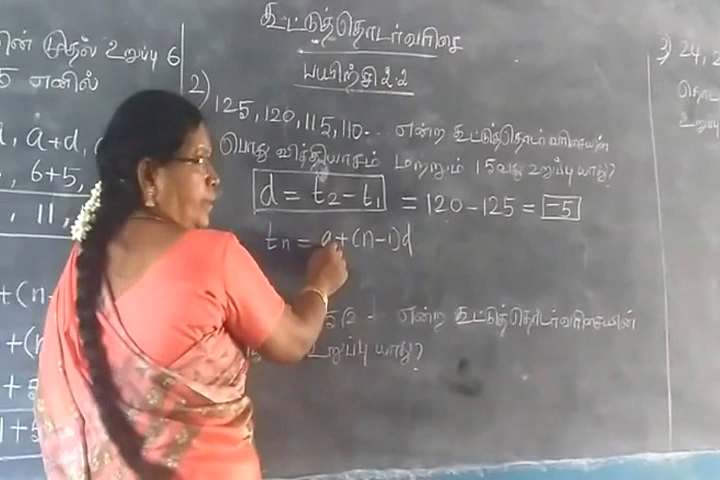 கூட்டுத்தொடர்வரிசை
பயிற்சி 2.2
ன் முதல் உறுப்பு 6
5 எனில்
a+d,
6+5,
11,
2) 125, 120, 115, 110... என்ற கூட்டுத்தொடர்வரிசையின்
பொது வித்தியாசம் மற்றும் 15வது உறுப்பு யாது?
d = t₂ - t₁ = 120 - 125 = -5
tn = a + (n-1)d
என்ற கூட்டுத்தொடர்வரிசையின்
உறுப்பு யாது?
3) 24, 2
தொட
உறுப்பு